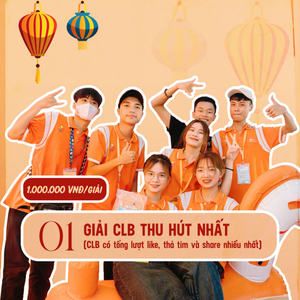 1.000.000 VNĐ/GIẢI
01
GIẢI CLB THU HÚT NHẤT
(CLB có tổng lượt like, thả tim và share nhiều nhất)